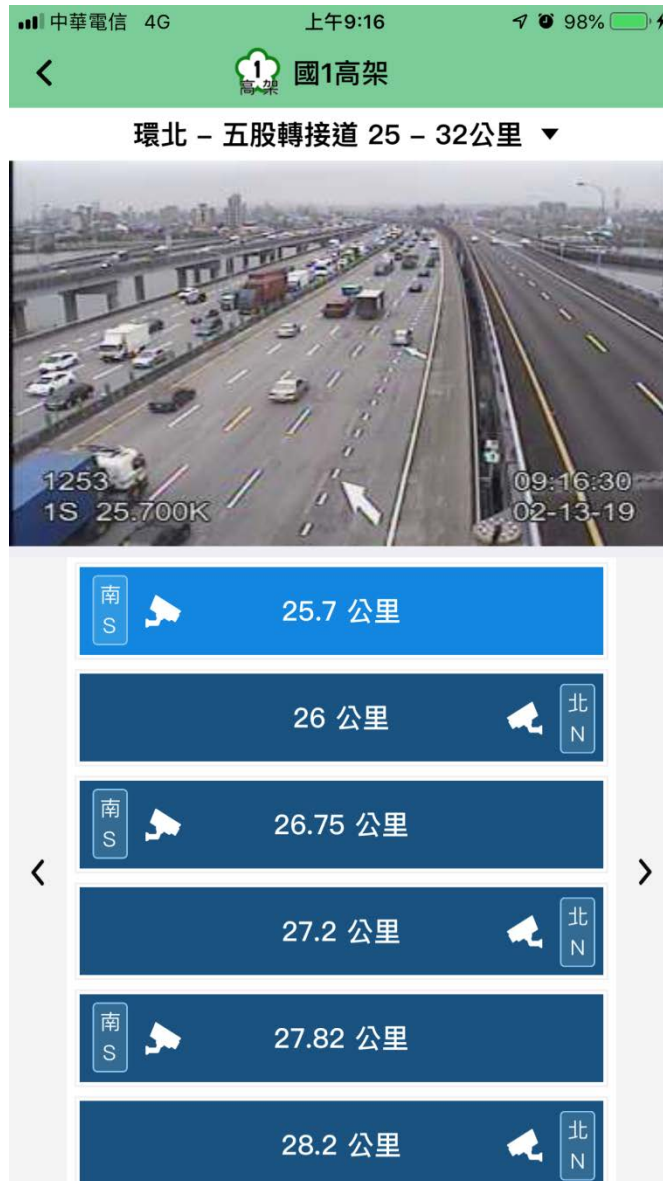 中華電信 4G 上午9:16 98%
1
高架 國1高架
環北 – 五股轉接道 25 – 32公里
1253 09:16:30
1S 25.700K 02-13-19
南
S 25.7 公里
26 公里 北
N
南
S 26.75 公里
27.2 公里 北
N
南
S 27.82 公里
28.2 公里 北
N